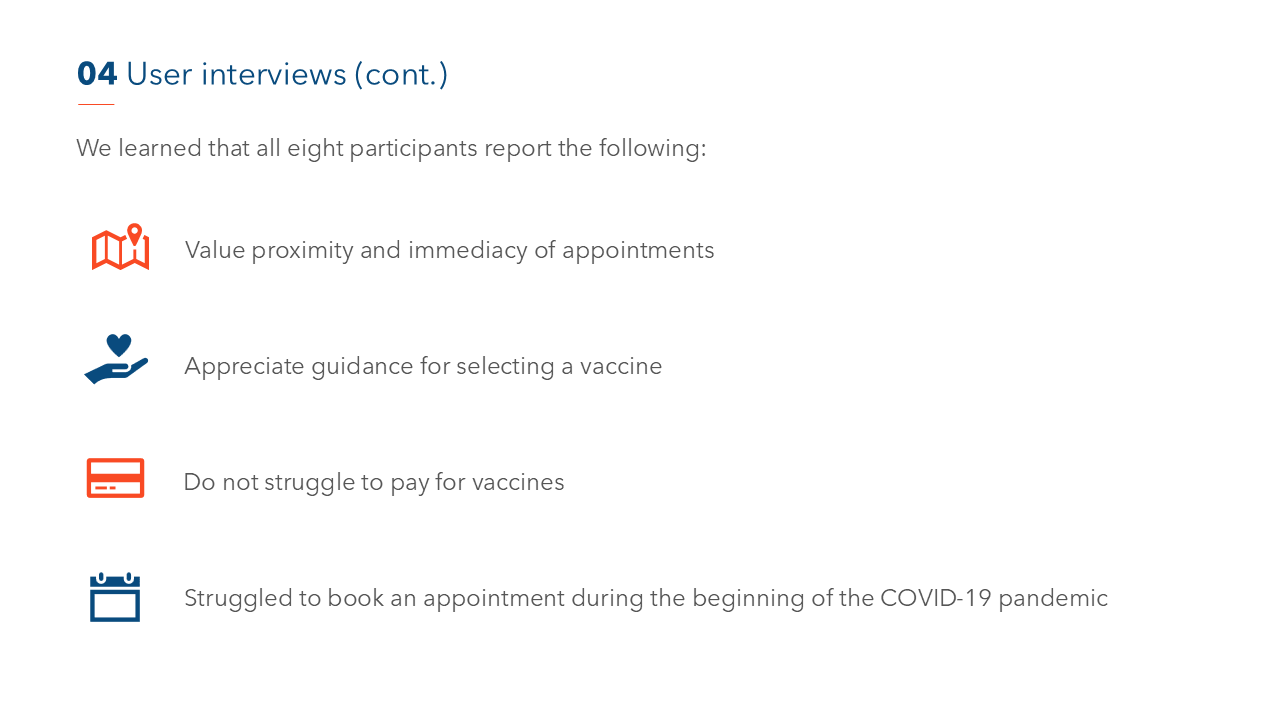 04 User interviews (cont.)
We learned that all eight participants report the following:
Value proximity and immediacy of appointments
Appreciate guidance for selecting a vaccine
Do not struggle to pay for vaccines
Struggled to book an appointment during the beginning of the COVID-19 pandemic